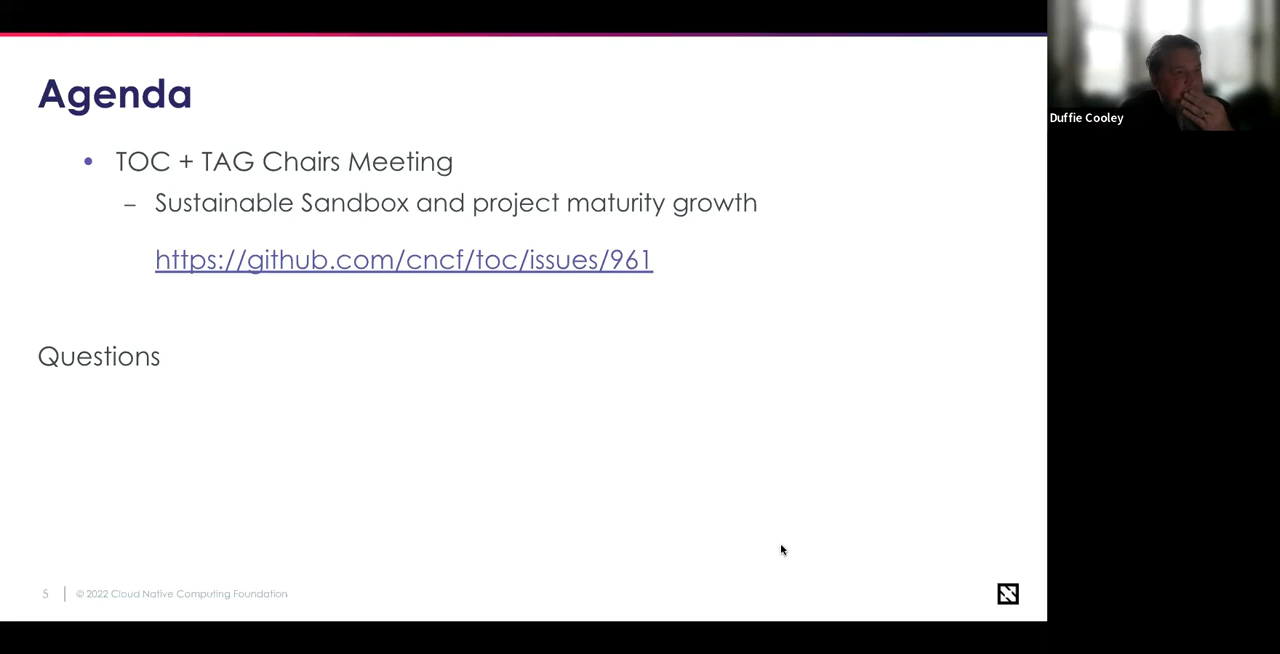 Agenda
• TOC + TAG Chairs Meeting
– Sustainable Sandbox and project maturity growth
https://github.com/cncf/toc/issues/961
Questions
5 | © 2022 Cloud Native Computing Foundation
Duffie Cooley